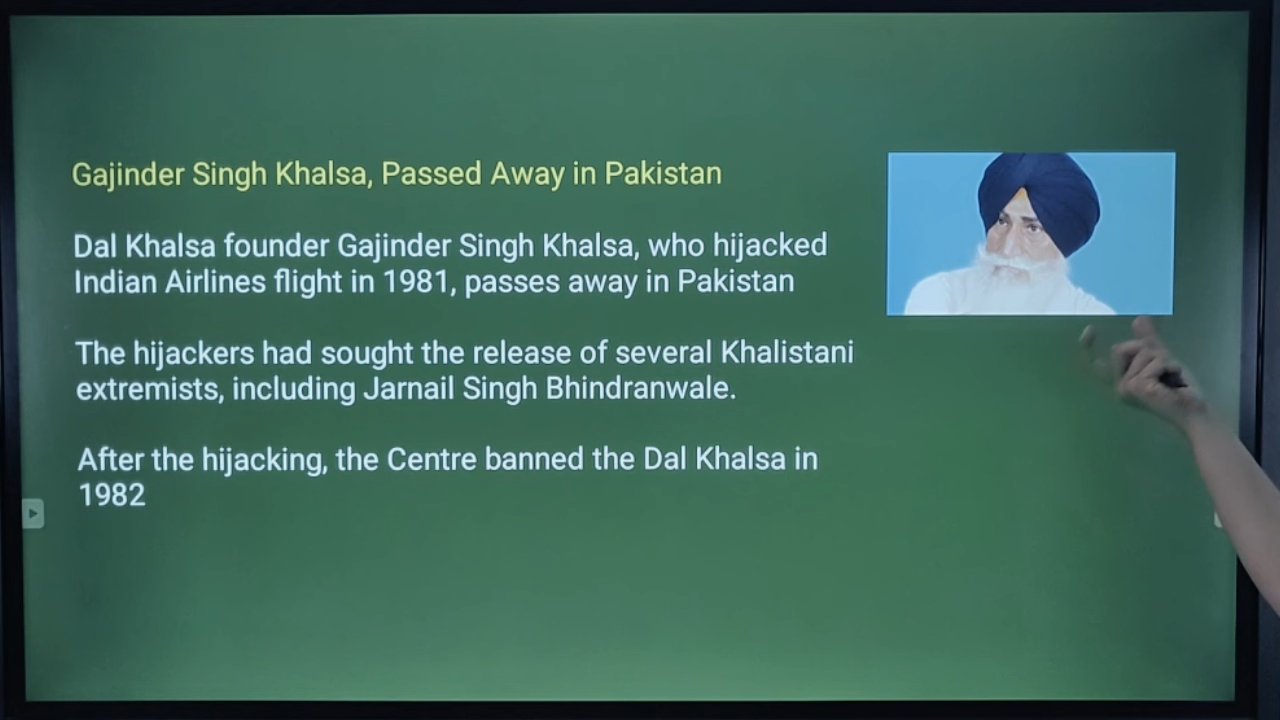 Gajinder Singh Khalsa, Passed Away in Pakistan
Dal Khalsa founder Gajinder Singh Khalsa, who hijacked
Indian Airlines flight in 1981, passes away in Pakistan
The hijackers had sought the release of several Khalistani
extremists, including Jarnail Singh Bhindranwale.
After the hijacking, the Centre banned the Dal Khalsa in
1982